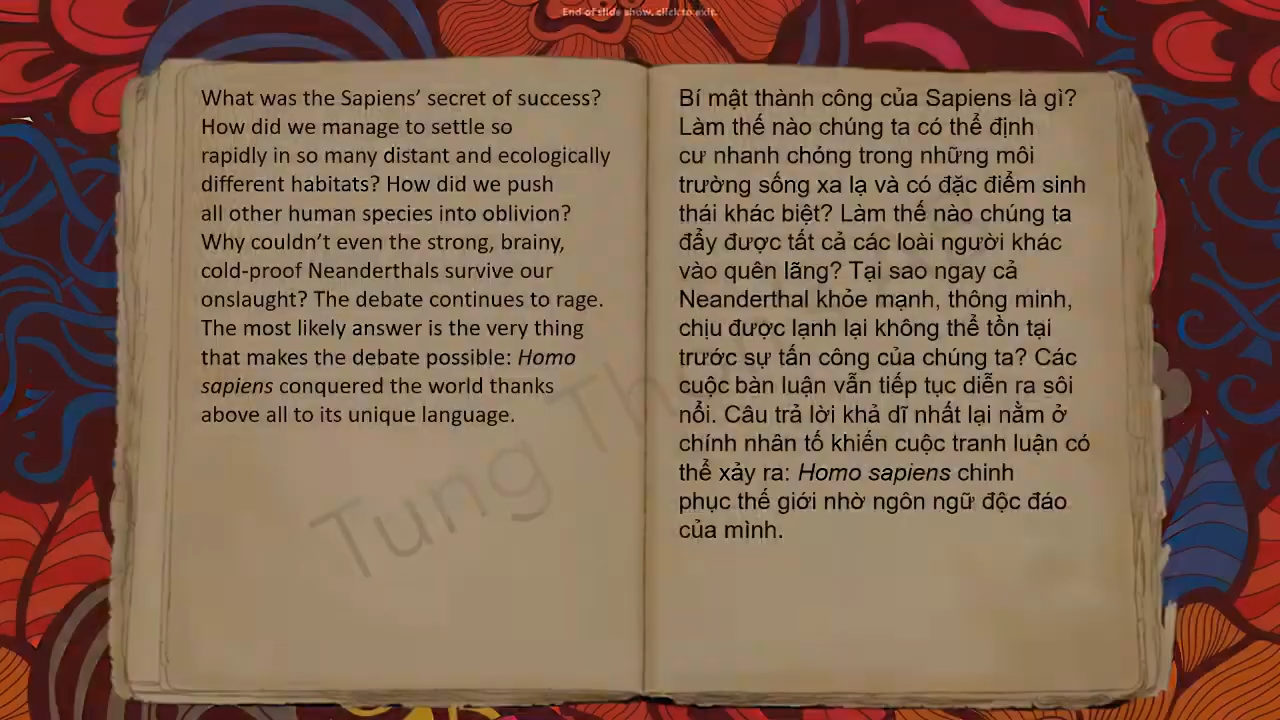 End of slide show, click to exit.
What was the Sapiens’ secret of success?
How did we manage to settle so
rapidly in so many distant and ecologically
different habitats? How did we push
all other human species into oblivion?
Why couldn’t even the strong, brainy,
cold-proof Neanderthals survive our
onslaught? The debate continues to rage.
The most likely answer is the very thing
that makes the debate possible: Homo
sapiens conquered the world thanks
above all to its unique language.
Bí mật thành công của Sapiens là gì?
Làm thế nào chúng ta có thể định
cư nhanh chóng trong những môi
trường sống xa lạ và có đặc điểm sinh
thái khác biệt? Làm thế nào chúng ta
đẩy được tất cả các loài người khác
vào quên lãng? Tại sao ngay cả
Neanderthal khỏe mạnh, thông minh,
chịu được lạnh lại không thể tồn tại
trước sự tấn công của chúng ta? Các
cuộc bàn luận vẫn tiếp tục diễn ra sôi
nổi. Câu trả lời khả dĩ nhất lại nằm ở
chính nhân tố khiến cuộc tranh luận có
thể xảy ra: Homo sapiens chinh
phục thế giới nhờ ngôn ngữ độc đáo
của mình.
Tung